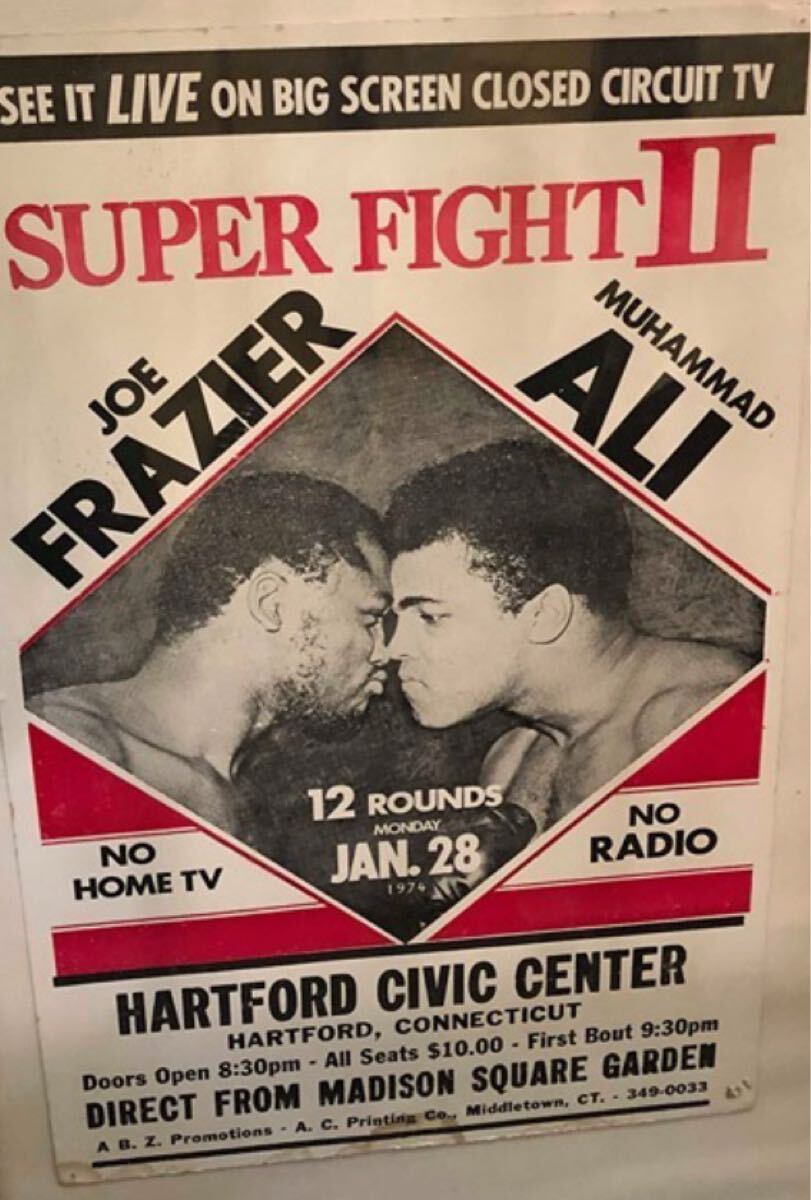 SEE IT LIVE ON BIG SCREEN CLOSED CIRCUIT TV
SUPER FIGHT II
JOE
FRAZIER
MUHAMMAD
ALI
12 ROUNDS
MONDAY
JAN. 28
1974
NO
HOME TV
NO
RADIO
HARTFORD CIVIC CENTER
HARTFORD, CONNECTICUT
Doors Open 8:30pm - All Seats $10.00 - First Bout 9:30pm
DIRECT FROM MADISON SQUARE GARDEN
A B. Z. Promotions - A. C. Printing Co., Middletown, CT. - 349-0033